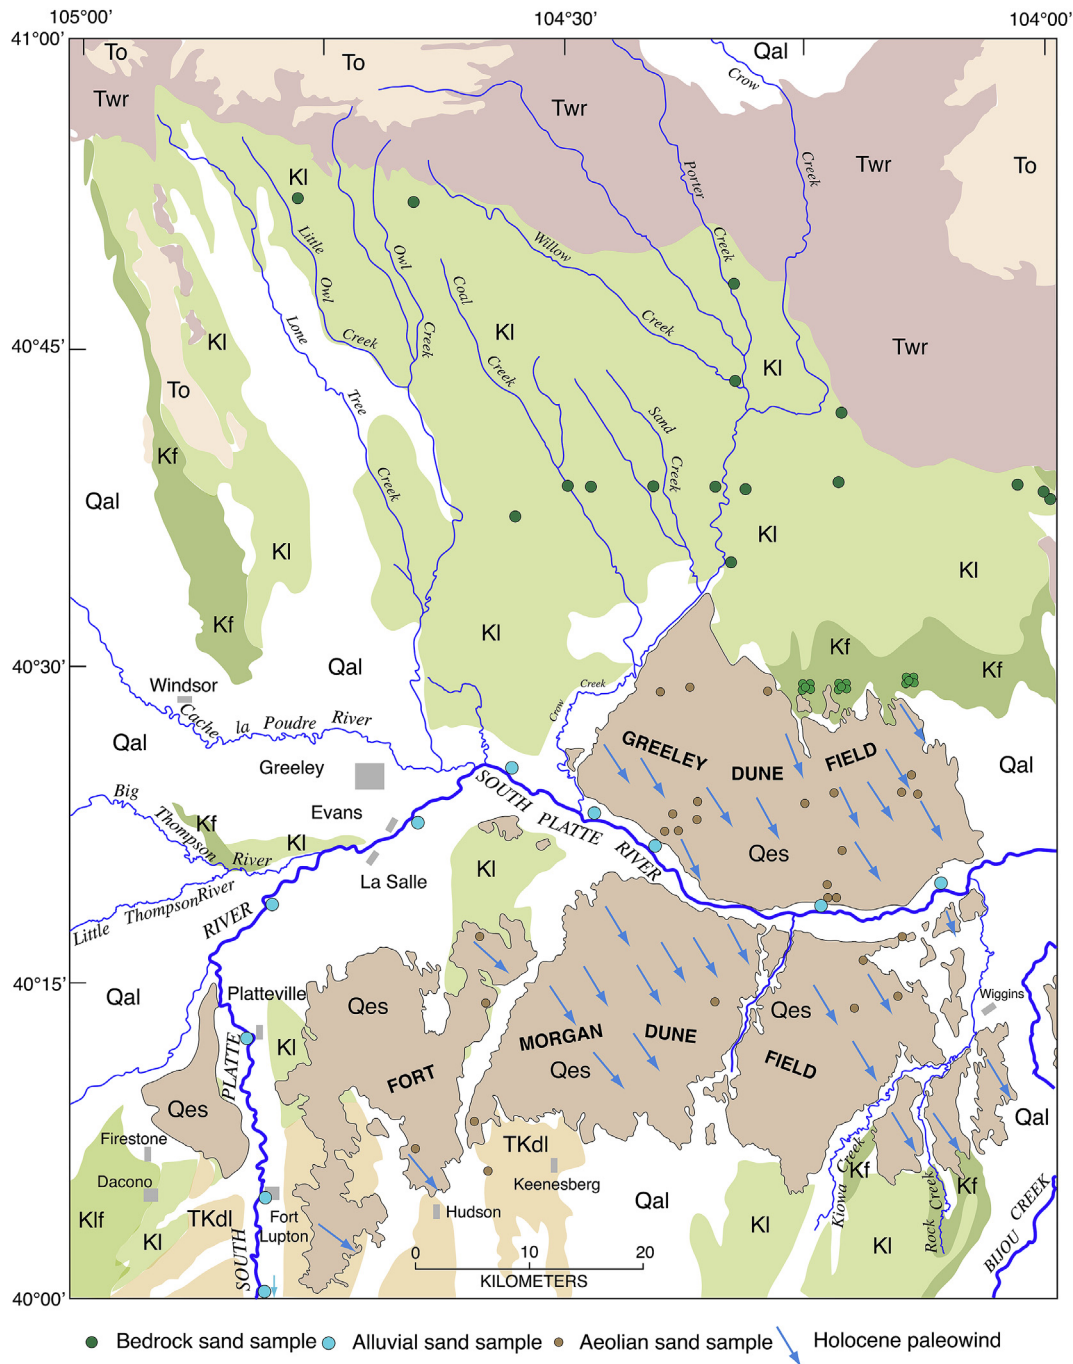 105°00'
104°30'
104°00'
41°00'
To
To
Qal
Crow
Twr
Twr
Porter
Creek
Twr
To
Kl
Little
Owl
Willow
Creek
Owl
Coal
Lone
Creek
Creek
Creek
Kl
Kl
40°45'
Kl
Twr
Creek
To
Tree
Sand
Kf
Creek
Creek
Qal
Kl
Kl
Kl
Kf
Kl
Kf
40°30'
Qal
Kf
Windsor
Creek
Crow
Cache
la Poudre River
Qal
GREELEY
DUNE
FIELD
Qal
Greeley
SOUTH PLATTE RIVER
Big
Thompson
River
Evans
Kf
Kl
Qes
Kl
La Salle
Little
Thompson River
RIVER
40°15'
Qal
Platteville
Qes
Qes
Wiggins
MORGAN
DUNE
Kl
PLATTE
FORT
Qes
FIELD
Qes
Qal
Firestone
TKdl
Creek
Kf
Kf
Dacono
Keenesberg
Qal
Klf
TKdl
Fort
Lupton
Hudson
Kl
Kiowa
Creek
Kl
Kl
Rock
BIJOU CREEK
SOUTH
0
10
20
KILOMETERS
40°00'
Bedrock sand sample
Alluvial sand sample
Aeolian sand sample
Holocene paleowind